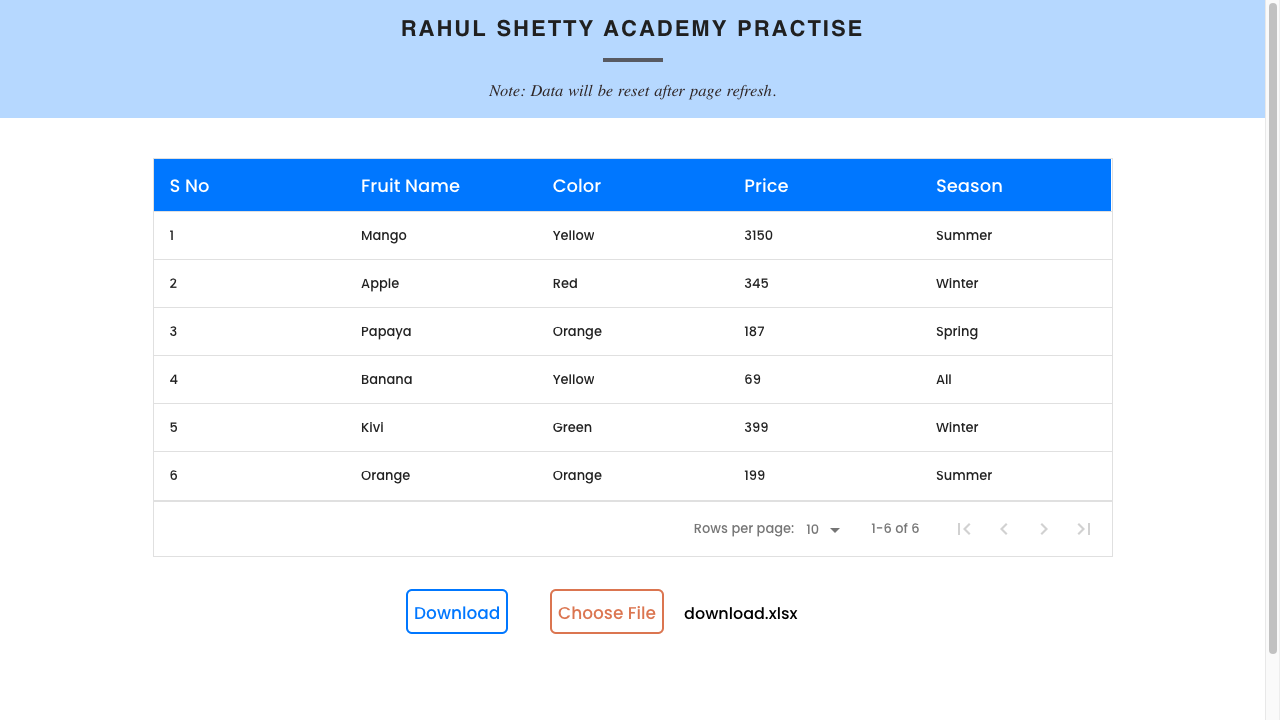 RAHUL SHETTY ACADEMY PRACTISE
Note: Data will be reset after page refresh.
S No Fruit Name Color Price Season
1 Mango Yellow 3150 Summer
2 Apple Red 345 Winter
3 Papaya Orange 187 Spring
4 Banana Yellow 69 All
5 Kivi Green 399 Winter
6 Orange Orange 199 Summer
Rows per page: 10 1-6 of 6
Download Choose File download.xlsx